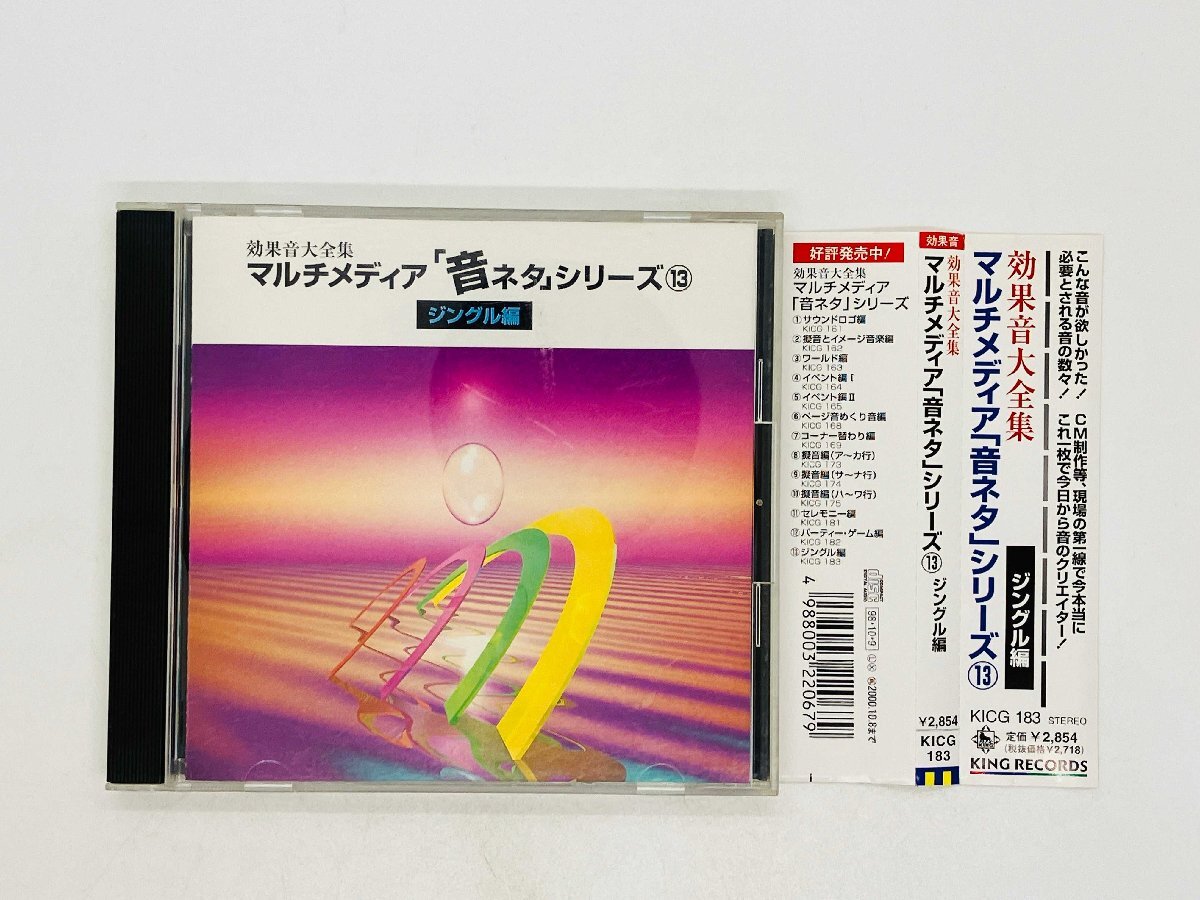 効果音大全集
マルチメディア「音ネタ」シリーズ⑬
ジングル編
好評発売中!
効果音大全集
マルチメディア
「音ネタ」シリーズ
①サウンドロゴ編
KICG 161
②擬音とイメージ音楽編
KICG 162
③ワールド編
KICG 163
④イベント編Ⅰ
KICG 164
⑤イベント編Ⅱ
KICG 165
⑥ページ音めくり音編
KICG 168
⑦コーナー替わり編
KICG 169
⑧擬音編(ア〜カ行)
KICG 173
⑨擬音編(サ〜ナ行)
KICG 174
⑩擬音編(ハ〜ワ行)
KICG 175
⑪セレモニー編
KICG 181
⑫パーティー・ゲーム編
KICG 182
⑬ジングル編
KICG 183
4 988003 220679
COMPACT
disc
DIGITAL AUDIO
98・10・9
2000.10.8まで
効果音
効果音大全集
マルチメディア「音ネタ」シリーズ⑬ ジングル編
¥2,854
KICG
183
こんな音が欲しかった!
必要とされる音の数々!
CM制作等、現場の第一線で今本当に
これ一枚で今日から音のクリエイター!
効果音大全集
マルチメディア「音ネタ」シリーズ⑬
ジングル編
KICG 183 STEREO
定価 ¥2,854
(税抜価格¥2,718)
KING RECORDS